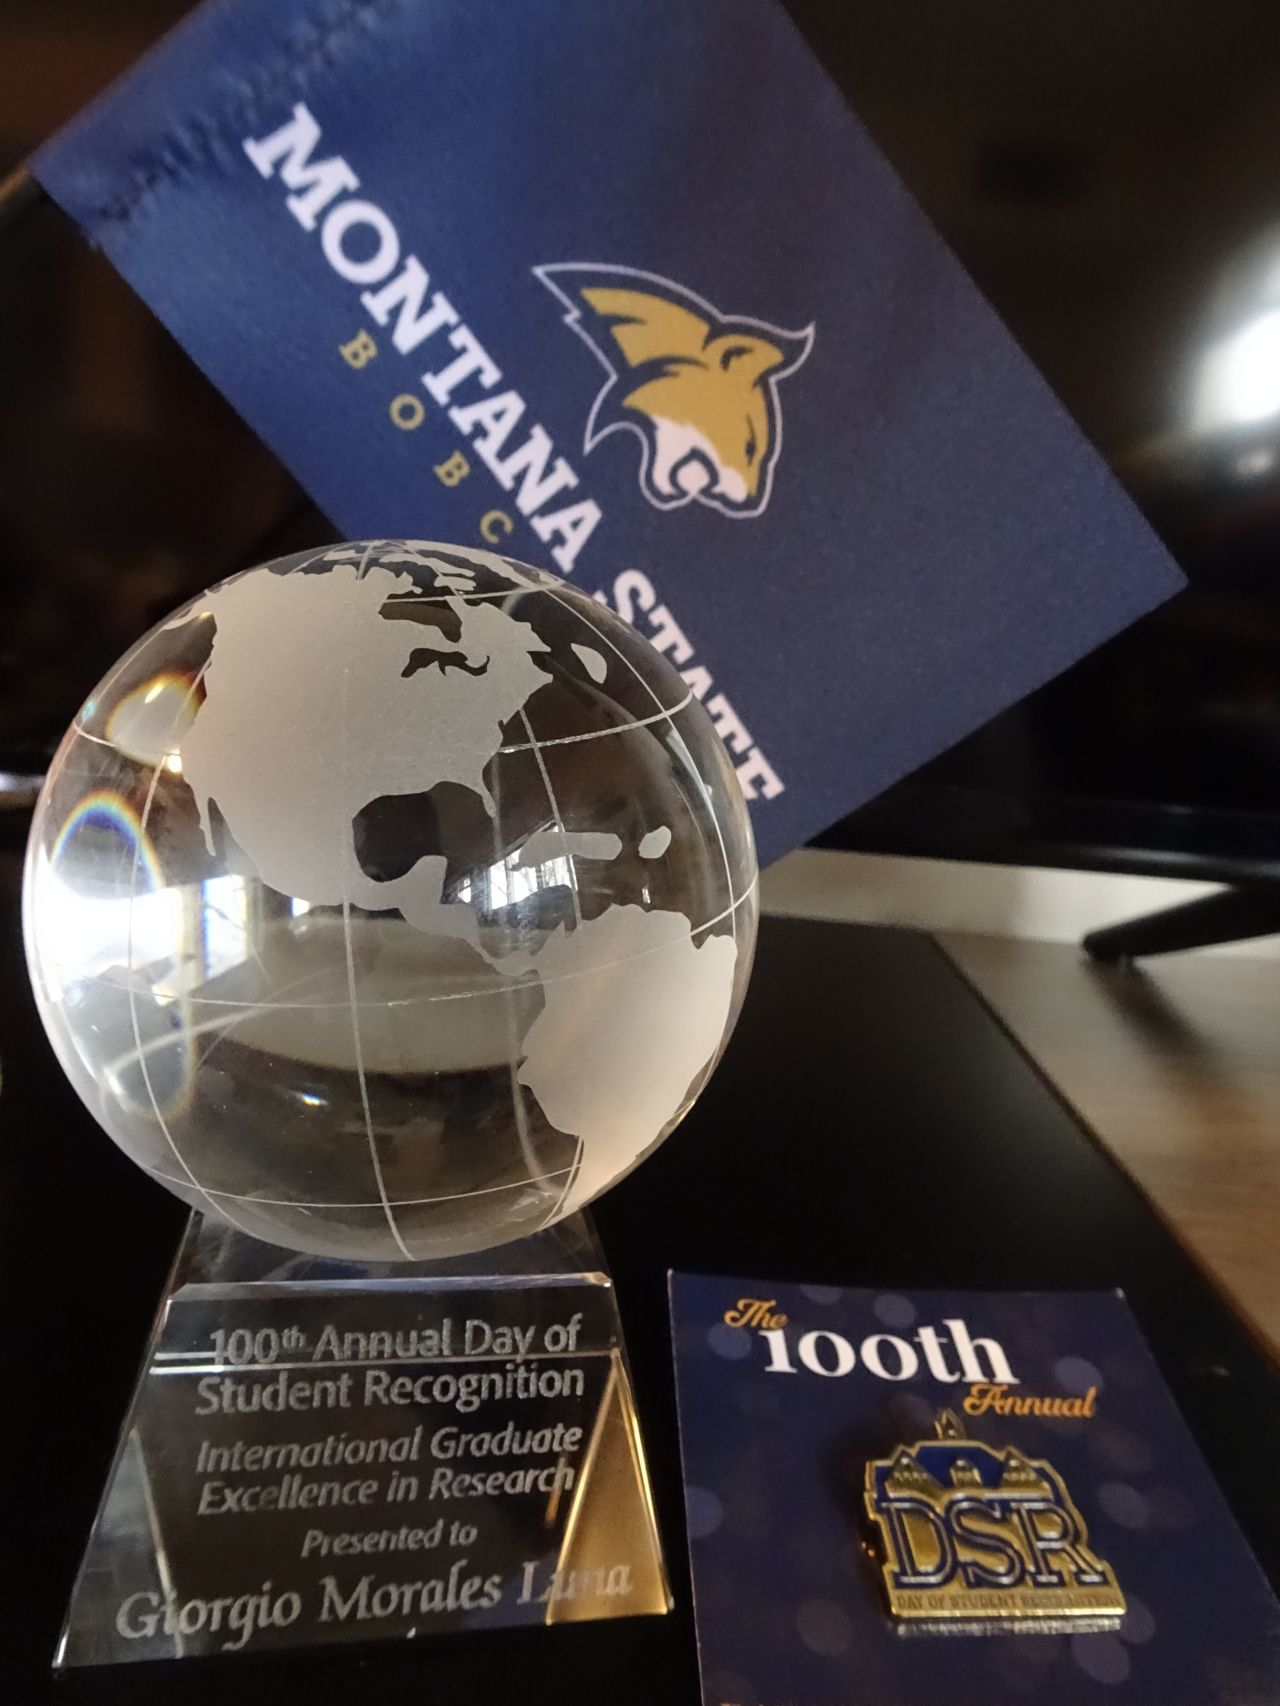 MONTANA STATE
BOBC
100th Annual Day of
Student Recognition
International Graduate
Excellence in Research
Presented to
Giorgio Morales Luna
The
100th
Annual
DSR
DAY OF STUDENT RECOGNITION